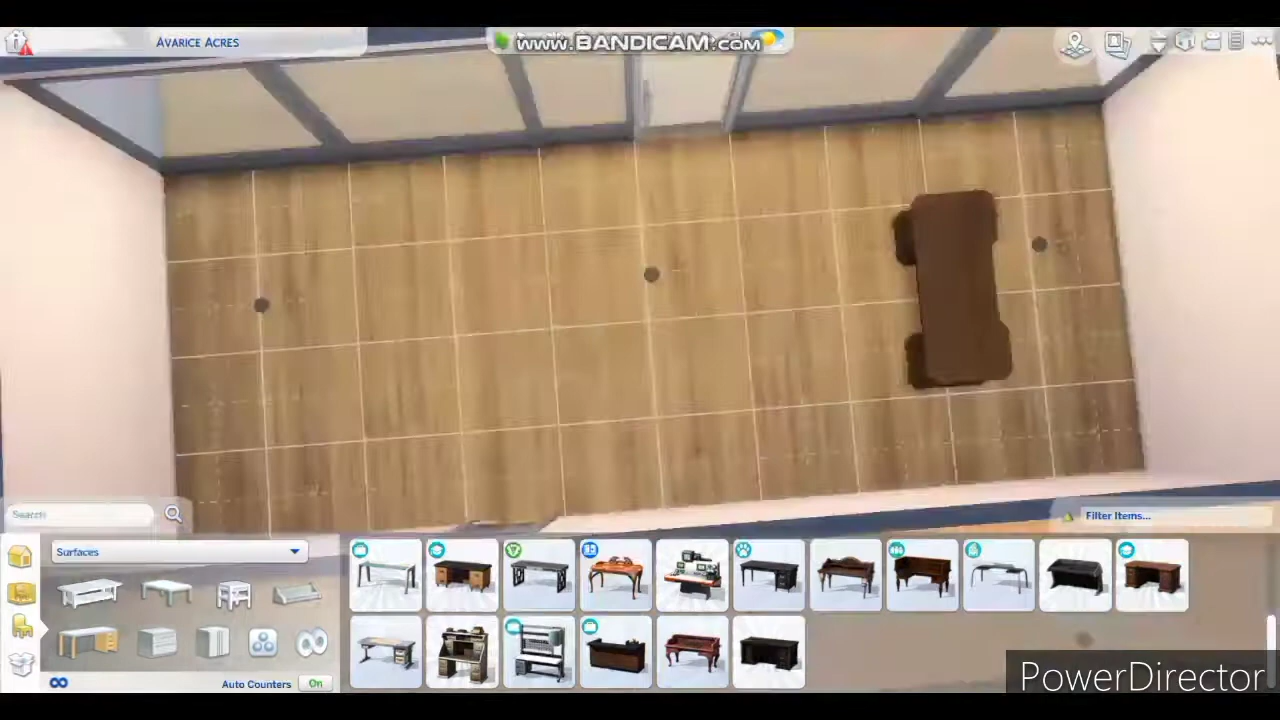 AVARICE ACRES
WWW.BANDICAM.COM
Search
Filter Items...
Surfaces
Auto Counters On
PowerDirector